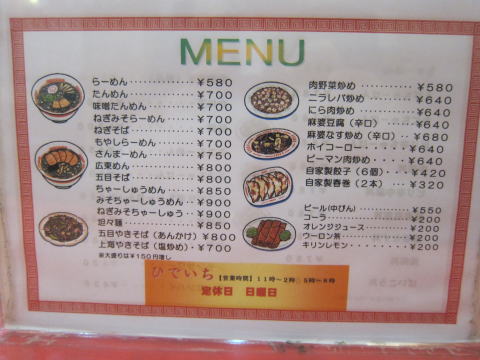 MENU
らーめん ‥‥‥‥‥ ￥580
たんめん ‥‥‥‥‥ ￥700
味噌たんめん ‥‥‥‥ ￥700
ねぎみそらーめん ‥‥‥ ￥700
ねぎそば ‥‥‥‥‥ ￥700
もやしらーめん ‥‥‥ ￥700
さんまーめん ‥‥‥‥ ￥750
広東めん ‥‥‥‥‥ ￥800
五目そば ‥‥‥‥‥ ￥850
ちゃーしゅうめん ‥‥‥ ￥850
みそちゃーしゅうめん ‥‥ ￥900
ねぎみそちゃーしゅう ‥‥ ￥900
坦々麺 ‥‥‥‥‥‥ ￥850
五目やきそば（あんかけ） ￥800
上海やきそば（塩炒め）‥ ￥700
※大盛りは￥150円増し
肉野菜炒め ‥‥‥‥‥ ￥580
ニラレバ炒め ‥‥‥‥ ￥640
にら肉炒め ‥‥‥‥‥ ￥640
麻婆豆腐（辛口）‥‥‥ ￥640
麻婆なす炒め（辛口）‥ ￥680
ホイコーロー ‥‥‥‥ ￥640
ピーマン肉炒め ‥‥‥ ￥640
自家製餃子（6個）‥‥ ￥420
自家製春巻（2本）‥‥ ￥320
ビール(中びん) ‥‥‥ ￥550
コーラ ‥‥‥‥‥‥ ￥200
オレンジジュース ‥‥‥ ￥200
ウーロン茶 ‥‥‥‥‥ ￥200
キリンレモン ‥‥‥‥ ￥200
ひでいち 【営業時間】 11時〜2時 5時〜8時
定休日 日曜日